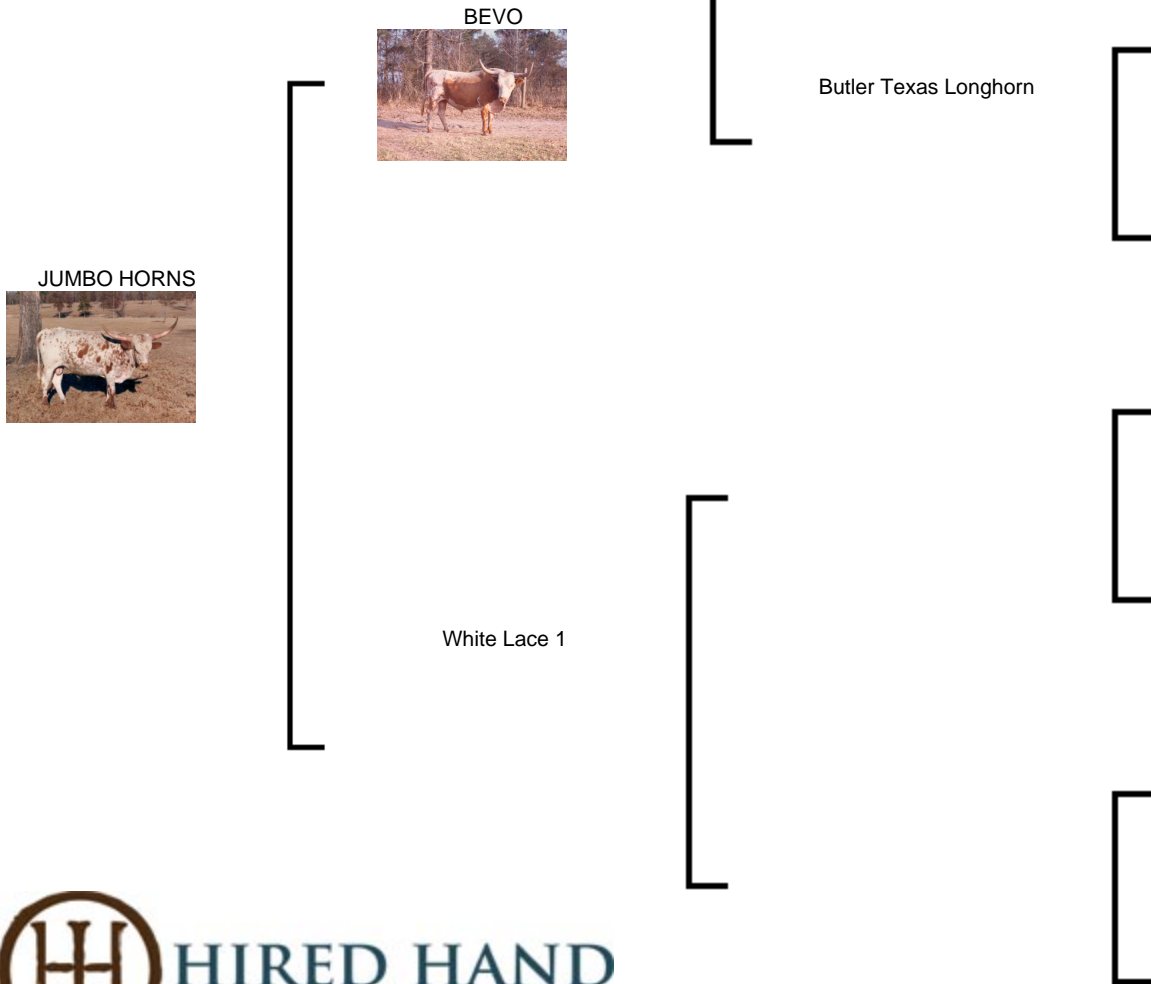 BEVO
Butler Texas Longhorn
JUMBO HORNS
White Lace 1
HIRED HAND